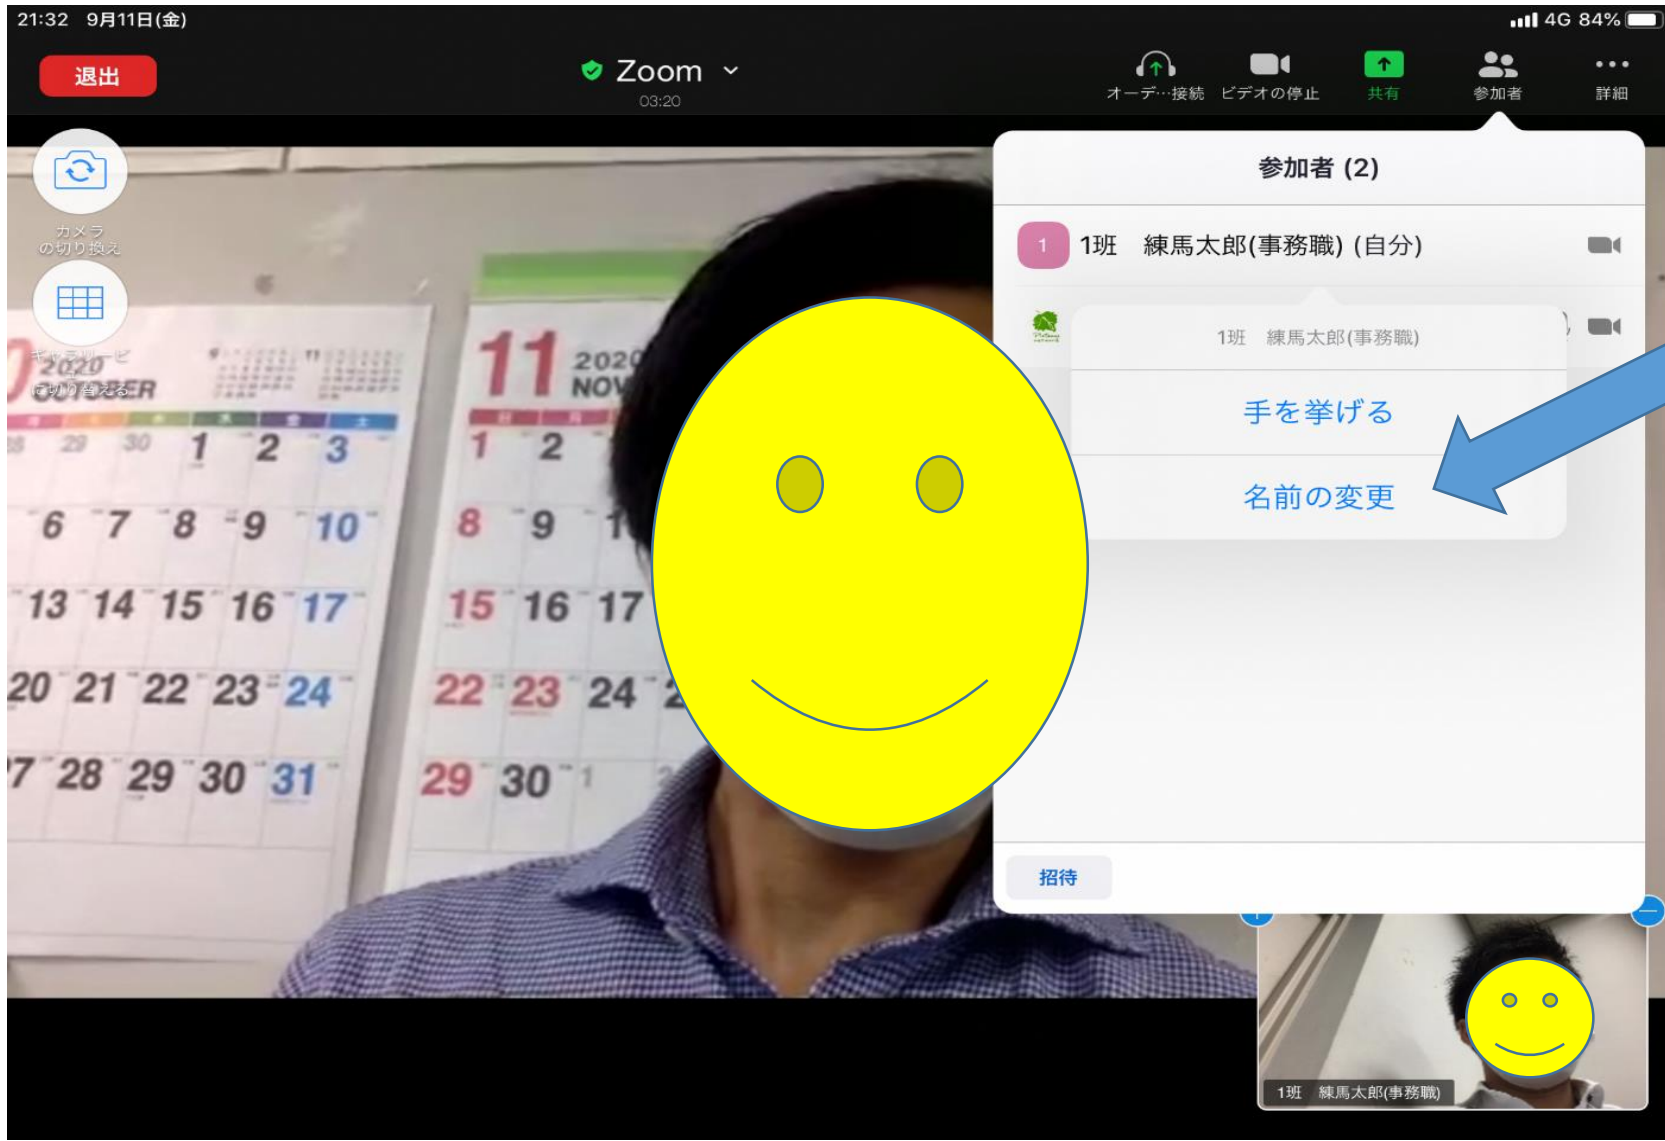 21:32 9月11日(金)
4G 84%
退出
Zoom
03:20
オーデ…接続 ビデオの停止 共有 参加者 詳細
カメラ
の切り換え
参加者 (2)
1 1班 練馬太郎(事務職) (自分)
1班 練馬太郎(事務職)
手を挙げる
名前の変更
招待
2020
OCTOBER
29 30 1 2 3
6 7 8 9 10
13 14 15 16 17
20 21 22 23 24
28 29 30 31
11 2020
1 2
8 9
15 16 17
22 23 24
29 30 1
1班 練馬太郎(事務職)